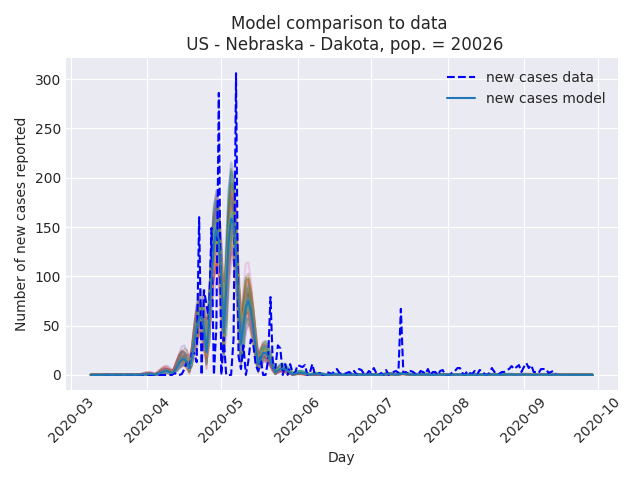 Model comparison to data
US - Nebraska - Dakota, pop. = 20026
new cases data
new cases model
Number of new cases reported
300
250
200
150
100
50
0
2020-03
2020-04
2020-05
2020-06
2020-07
2020-08
2020-09
2020-10
Day